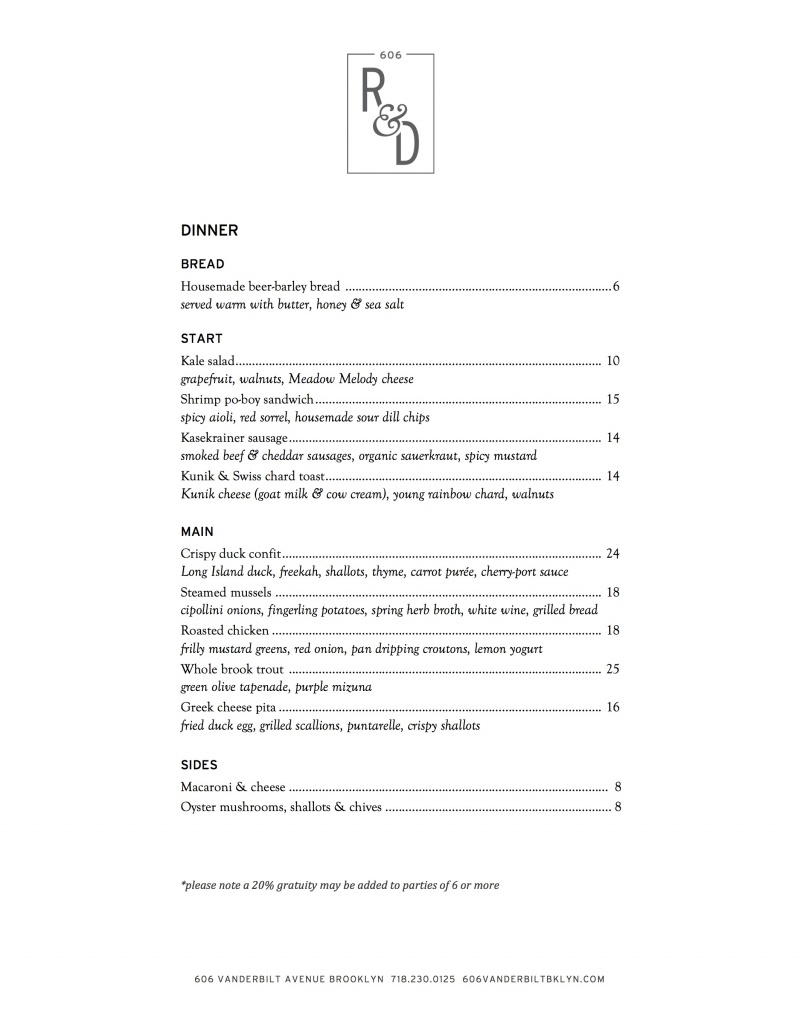 606
R
&
D
DINNER
BREAD
Housemade beer-barley bread ................................................................................6
served warm with butter, honey & sea salt
START
Kale salad.............................................................................................................. 10
grapefruit, walnuts, Meadow Melody cheese
Shrimp po-boy sandwich...................................................................................... 15
spicy aioli, red sorrel, housemade sour dill chips
Kasekrainer sausage.............................................................................................. 14
smoked beef & cheddar sausages, organic sauerkraut, spicy mustard
Kunik & Swiss chard toast................................................................................... 14
Kunik cheese (goat milk & cow cream), young rainbow chard, walnuts
MAIN
Crispy duck confit................................................................................................ 24
Long Island duck, freekah, shallots, thyme, carrot purée, cherry-port sauce
Steamed mussels .................................................................................................. 18
cipollini onions, fingerling potatoes, spring herb broth, white wine, grilled bread
Roasted chicken ................................................................................................... 18
frilly mustard greens, red onion, pan dripping croutons, lemon yogurt
Whole brook trout .............................................................................................. 25
green olive tapenade, purple mizuna
Greek cheese pita ................................................................................................. 16
fried duck egg, grilled scallions, puntarelle, crispy shallots
SIDES
Macaroni & cheese ................................................................................................ 8
Oyster mushrooms, shallots & chives .................................................................... 8
*please note a 20% gratuity may be added to parties of 6 or more
606 VANDERBILT AVENUE BROOKLYN 718.230.0125 606VANDERBILTBKLYN.COM